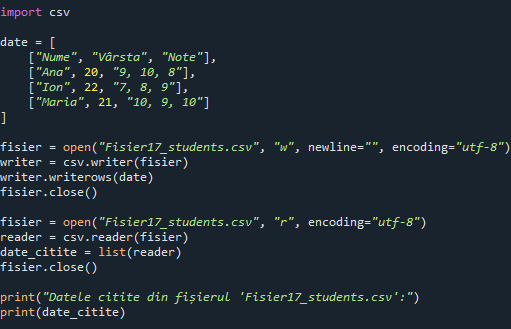 import csv

date = [
    ["Nume", "Vârsta", "Note"],
    ["Ana", 20, "9, 10, 8"],
    ["Ion", 22, "7, 8, 9"],
    ["Maria", 21, "10, 9, 10"]
]

fisier = open("Fisier17_students.csv", "w", newline="", encoding="utf-8")
writer = csv.writer(fisier)
writer.writerows(date)
fisier.close()

fisier = open("Fisier17_students.csv", "r", encoding="utf-8")
reader = csv.reader(fisier)
date_citite = list(reader)
fisier.close()

print("Datele citite din fișierul 'Fisier17_students.csv':")
print(date_citite)